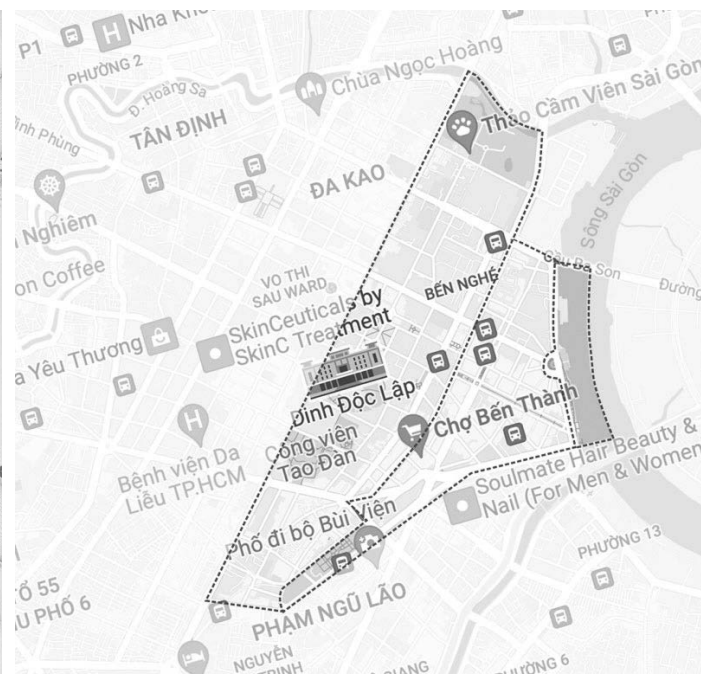 P1
Nha Kho
PHƯỜNG 2
Đ. Hoàng Sa
Chùa Ngọc Hoàng
Thảo Cầm Viên Sài Gòn
TÂN ĐỊNH
ĐA KAO
Sông Sài Gòn
Nghiêm
on Coffee
VO THI
SAU WARD
BẾN NGHÉ
Cầu Ba Son
Đường
s by
SkinCeuticals
SkinC Treatment
a Yêu Thương
Dinh Độc Lập
Chợ Bến Thành
Công viên
Tao Đàn
Bệnh viện Da
Liễu TP.HCM
Soulmate Hair Beauty &
Nail (For Men & Women
Phố đi bộ Bùi Viện
PHƯỜNG 13
Ổ 55
U PHỐ 6
PHẠM NGŨ LÃO
NGUYỄN
TRINH
GIANG
PHƯỜNG 6